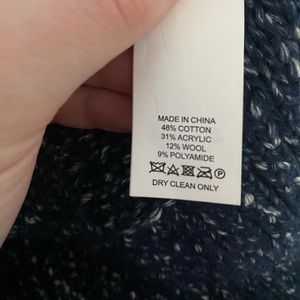 MADE IN CHINA
48% COTTON
31% ACRYLIC
12% WOOL
9% POLYAMIDE
DRY CLEAN ONLY